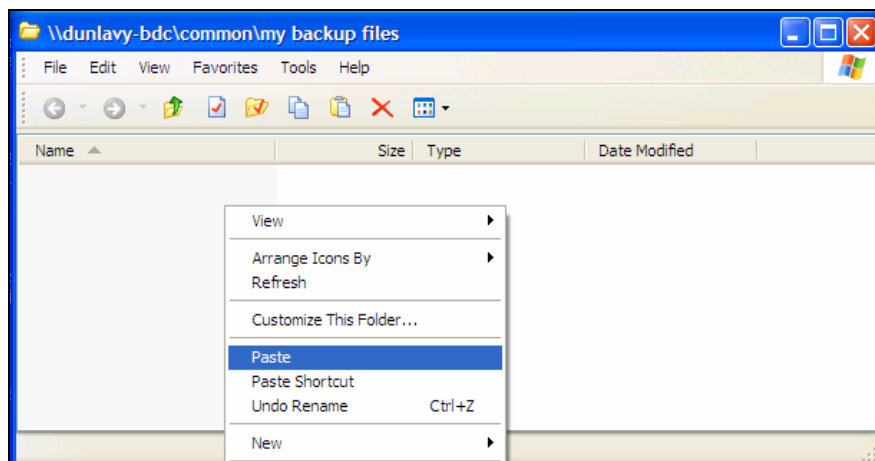 \\dunlavy-bdc\common\my backup files
File Edit View Favorites Tools Help
Name Size Type Date Modified
View
Arrange Icons By
Refresh
Customize This Folder...
Paste
Paste Shortcut
Undo Rename Ctrl+Z
New